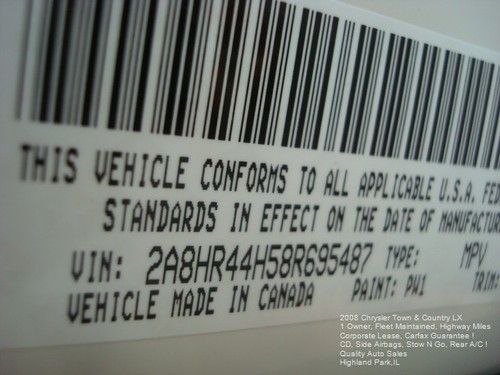 THIS VEHICLE CONFORMS TO ALL APPLICABLE U.S.A.
STANDARDS IN EFFECT ON THE DATE OF
VIN: 2A8HR44H58R695487 TYPE: MPV
VEHICLE MADE IN CANADA PAINT: PW1 TRIM:
2008 Chrysler Town & Country LX
1 Owner, Fleet Maintained, Highway Miles
Corporate Lease, Carfax Guarantee !
CD, Side Airbags, Stow N Go, Rear A/C !
Quality Auto Sales
Highland Park,IL